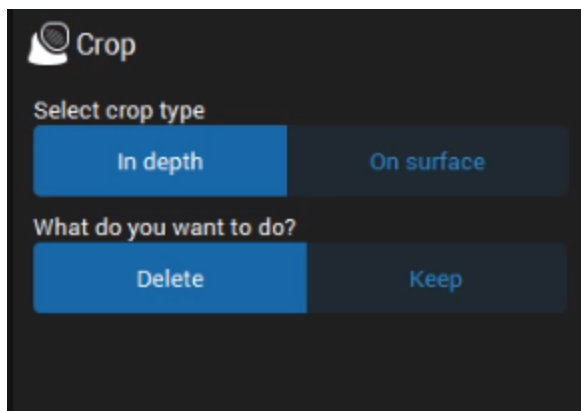 Crop
Select crop type
In depth On surface
What do you want to do?
Delete Keep